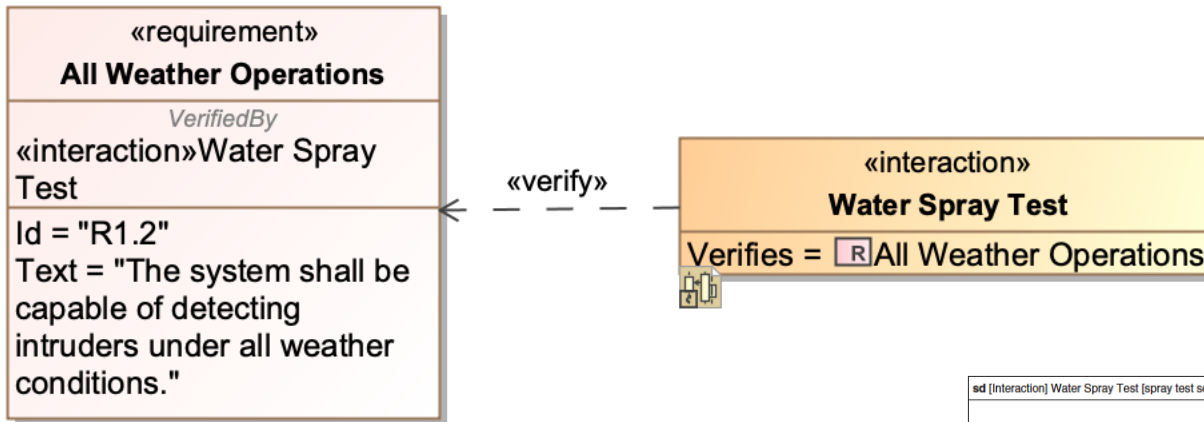 «requirement»
All Weather Operations
VerifiedBy
«interaction»Water Spray
Test
Id = "R1.2"
Text = "The system shall be
capable of detecting
intruders under all weather
conditions."
«verify»
«interaction»
Water Spray Test
Verifies = R All Weather Operations
sd [Interaction] Water Spray Test [spray test